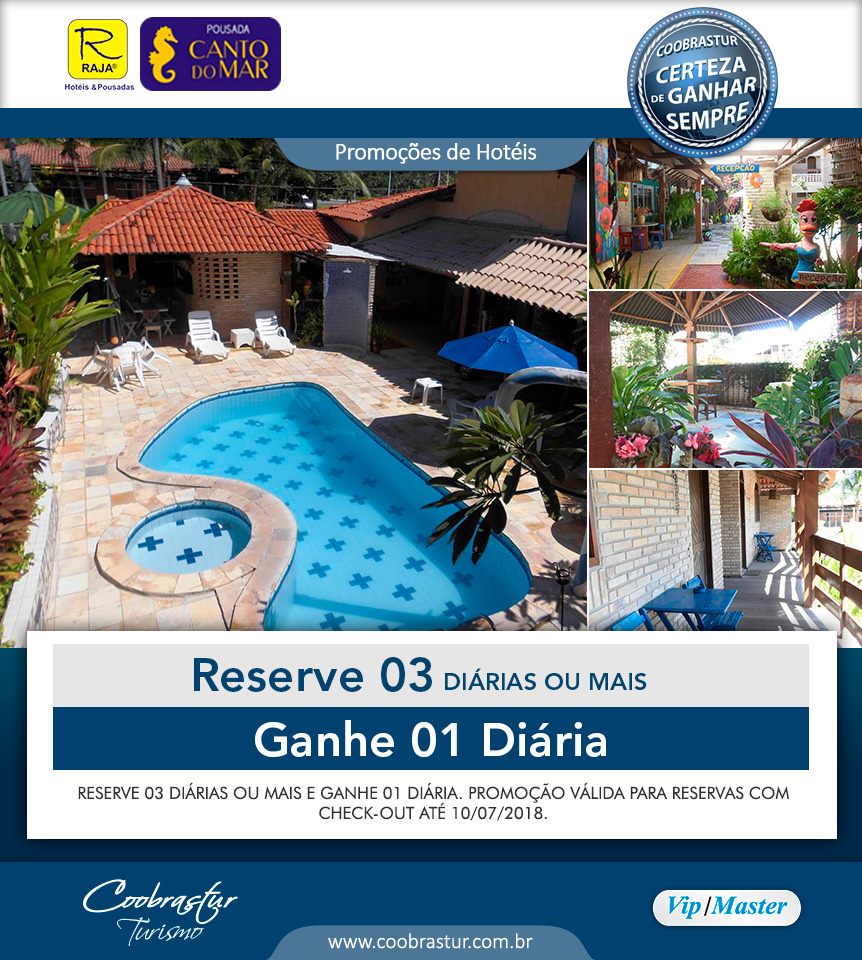 R
RAJA®
Hotéis & Pousadas
POUSADA
CANTO
DO MAR
COOBRASTUR
CERTEZA
DE GANHAR
SEMPRE
Promoções de Hotéis
RECEPÇÃO
RECEPÇÃO
Reserve 03 DIÁRIAS OU MAIS
Ganhe 01 Diária
RESERVE 03 DIÁRIAS OU MAIS E GANHE 01 DIÁRIA. PROMOÇÃO VÁLIDA PARA RESERVAS COM
CHECK-OUT ATÉ 10/07/2018.
Coobrastur
Turismo
Vip/Master
www.coobrastur.com.br